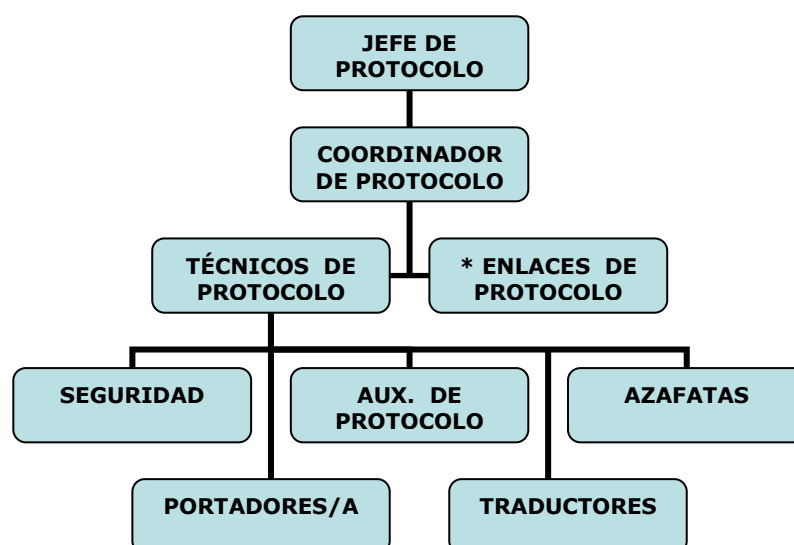 JEFE DE
PROTOCOLO
COORDINADOR
DE PROTOCOLO
TÉCNICOS DE
PROTOCOLO
* ENLACES DE
PROTOCOLO
SEGURIDAD
AUX. DE
PROTOCOLO
AZAFATAS
PORTADORES/A
TRADUCTORES